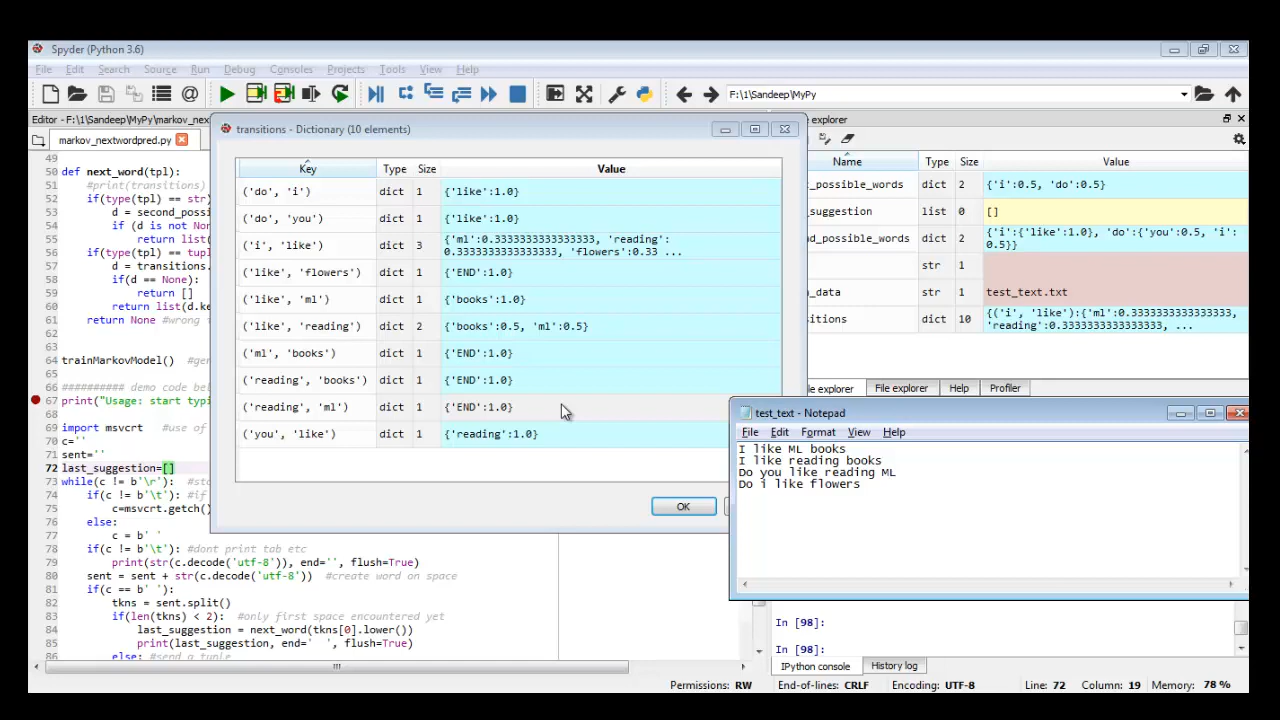 Spyder (Python 3.6)
File Edit Search Source Run Debug Consoles Projects Tools View Help
F:\1\Sandeep\MyPy
Editor - F:\1\Sandeep\MyPy\markov_next
markov_nextwordpred.py
49
50 def next_word(tpl):
51 #print(transitions)
52 if(type(tpl) == str)
53 d = second_possi
54 if (d is not None
55 return list(
56 if(type(tpl) == tupl
57 d = transitions.
58 if(d == None):
59 return []
60 return list(d.ke
61 return None #wrong t
62
63
64 trainMarkovModel() #ger
65
66 ########## demo code bel
67 print("Usage: start typi
68
69 import msvcrt #use of
70 c=''
71 sent=''
72 last_suggestion=[]
73 while(c != b'\r'): #sto
74 if(c != b'\t'): #if
75 c=msvcrt.getch()
76 else:
77 c = b' '
78 if(c != b'\t'): #dont print tab etc
79 print(str(c.decode('utf-8')), end='', flush=True)
80 sent = sent + str(c.decode('utf-8')) #create word on space
81 if(c == b' '):
82 tkns = sent.split()
83 if(len(tkns) < 2): #only first space encountered yet
84 last_suggestion = next_word(tkns[0].lower())
85 print(last_suggestion, end=' ', flush=True)
86 else: #send a tuple
transitions - Dictionary (10 elements)
Key Type Size Value
('do', 'i') dict 1 {'like':1.0}
('do', 'you') dict 1 {'like':1.0}
('i', 'like') dict 3 {'ml':0.3333333333333333, 'reading':
0.3333333333333333, 'flowers':0.33 ...
('like', 'flowers') dict 1 {'END':1.0}
('like', 'ml') dict 1 {'books':1.0}
('like', 'reading') dict 2 {'books':0.5, 'ml':0.5}
('ml', 'books') dict 1 {'END':1.0}
('reading', 'books') dict 1 {'END':1.0}
('reading', 'ml') dict 1 {'END':1.0}
('you', 'like') dict 1 {'reading':1.0}
OK
explorer
Name Type Size Value
_possible_words dict 2 {'i':0.5, 'do':0.5}
_suggestion list 0 []
nd_possible_words dict 2 {'i':{'like':1.0}, 'do':{'you':0.5, 'i':
0.5}}
str 1
_data str 1 test_text.txt
sitions dict 10 {('i', 'like'):{'ml':0.3333333333333333,
'reading':0.3333333333333333, ...
le explorer File explorer Help Profiler
test_text - Notepad
File Edit Format View Help
I like ML books
I like reading books
Do you like reading ML
Do i like flowers
In [98]:
In [98]:
IPython console History log
Permissions: RW End-of-lines: CRLF Encoding: UTF-8 Line: 72 Column: 19 Memory: 78 %